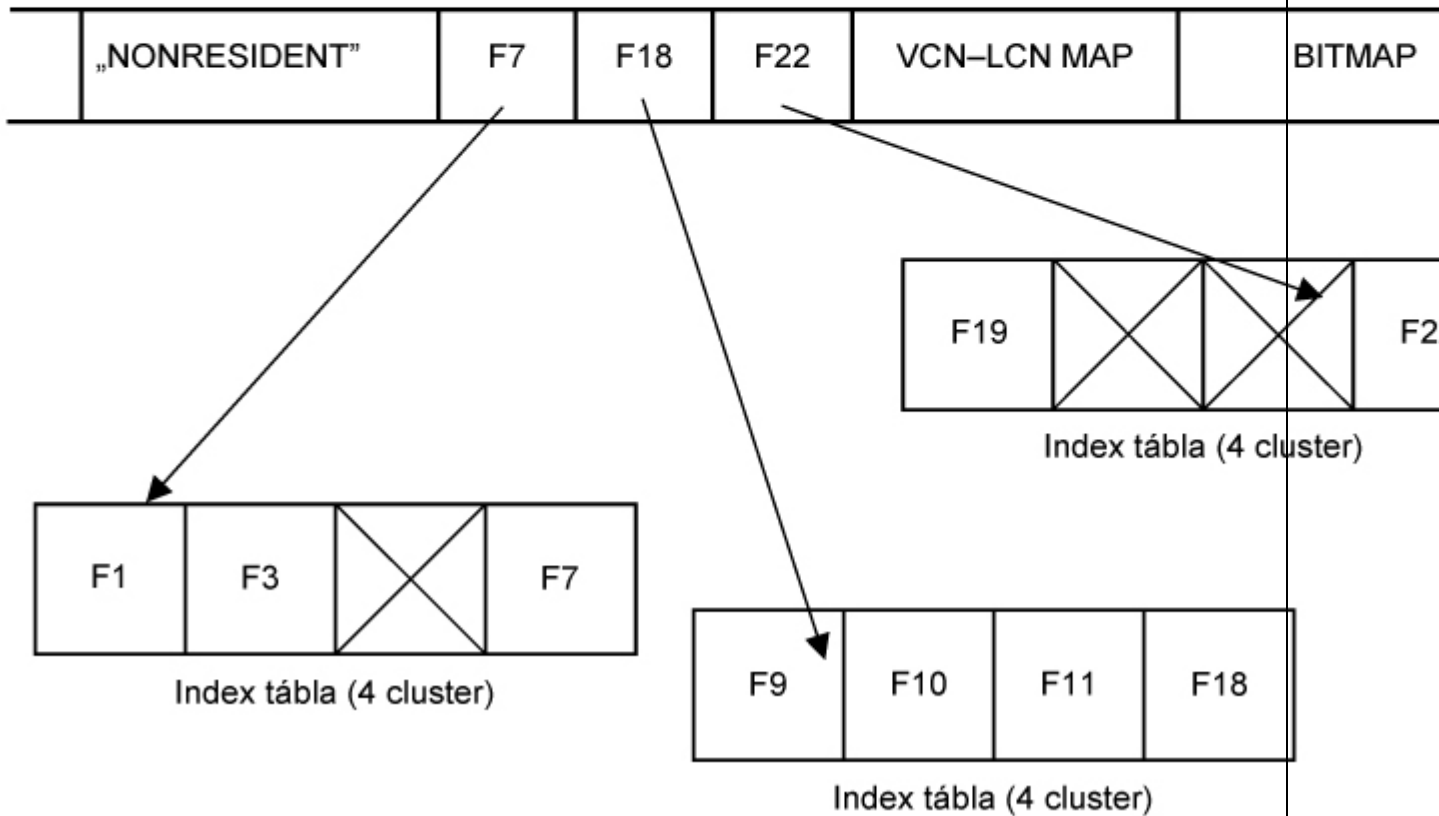 „NONRESIDENT” F7 F18 F22 VCN–LCN MAP BITMAP
F19 F2
Index tábla (4 cluster)
F1 F3 F7
Index tábla (4 cluster)
F9 F10 F11 F18
Index tábla (4 cluster)